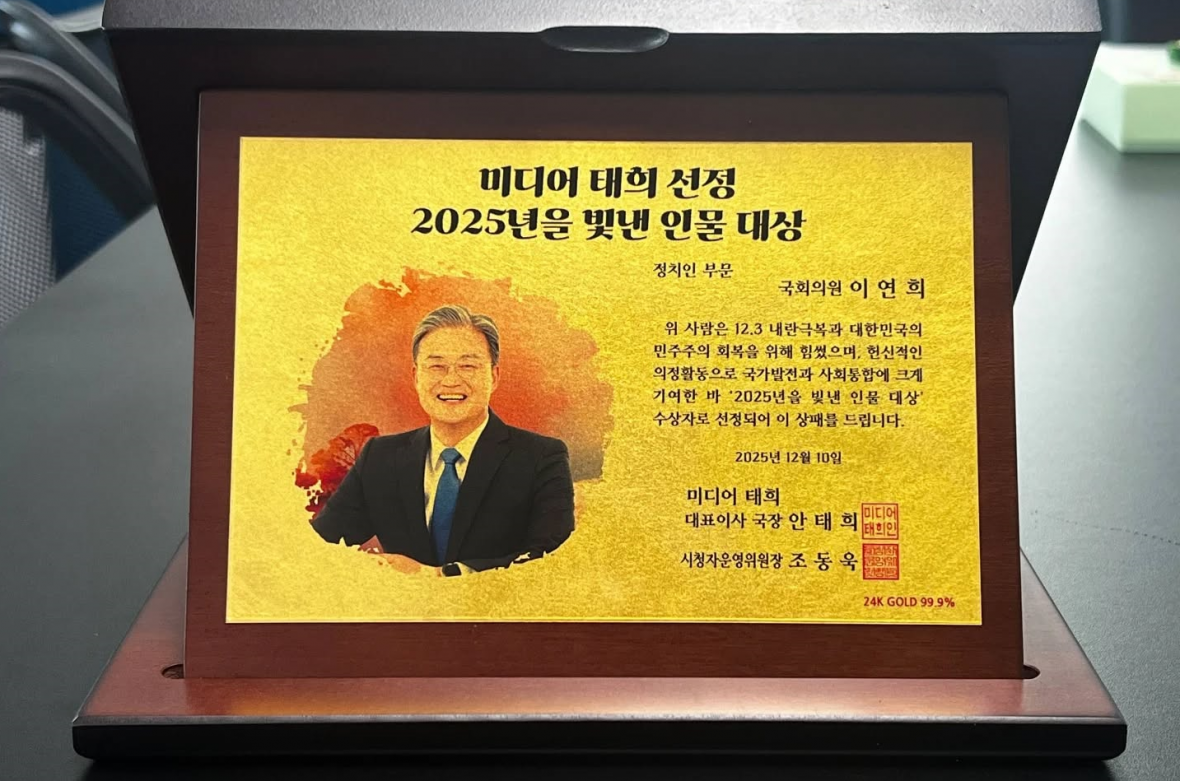 미디어 태희 선정
2025년을 빛낸 인물 대상
정치인 부문
국회의원 이 연 희
위 사람은 12.3 내란극복과 대한민국의
민주주의 회복을 위해 힘썼으며, 헌신적인
의정활동으로 국가발전과 사회통합에 크게
기여한 바 '2025년을 빛낸 인물 대상'
수상자로 선정되어 이 상패를 드립니다.
2025년 12월 10일
미디어 태희
대표이사 국장 안 태 희
미디어
태희인
시청자운영위원장 조 동 욱
24K GOLD 99.9%